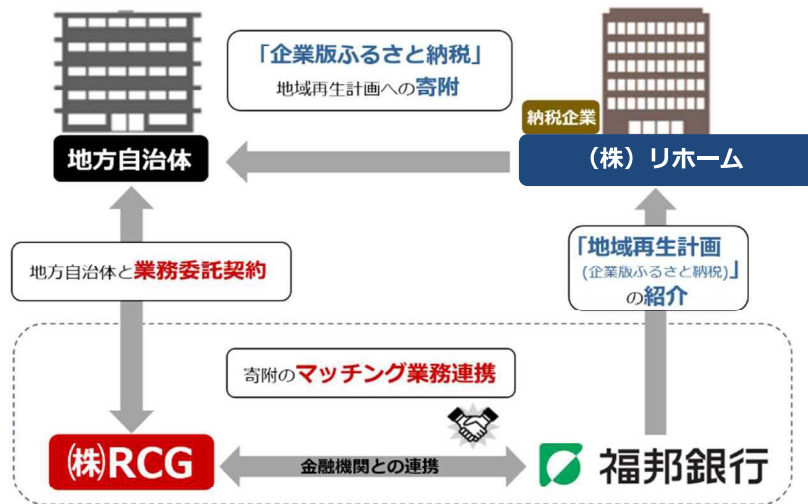 「企業版ふるさと納税」
地域再生計画への寄附
納税企業
地方自治体
（株）リホーム
地方自治体と業務委託契約
「地域再生計画
(企業版ふるさと納税)」
の紹介
寄附のマッチング業務連携
㈱RCG
金融機関との連携
福邦銀行